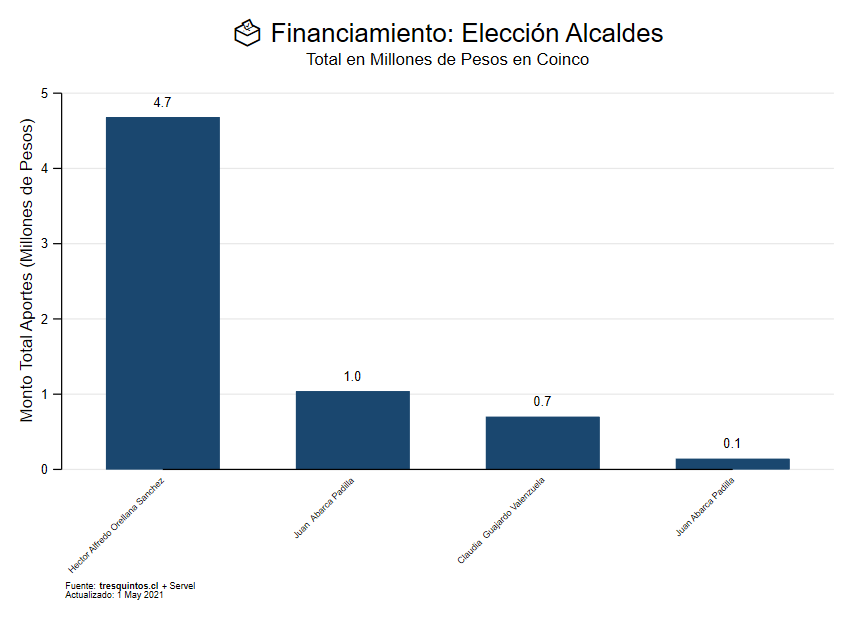 Financiamiento: Elección Alcaldes
Total en Millones de Pesos en Coinco
Monto Total Aportes (Millones de Pesos)
5
4
3
2
1
0
4.7
1.0
0.7
0.1
Hector Alfredo Orellana Sanchez
Juan Abarca Padilla
Claudia Guajardo Valenzuela
Juan Abarca Padilla
Fuente: tresquintos.cl + Servel
Actualizado: 1 May 2021